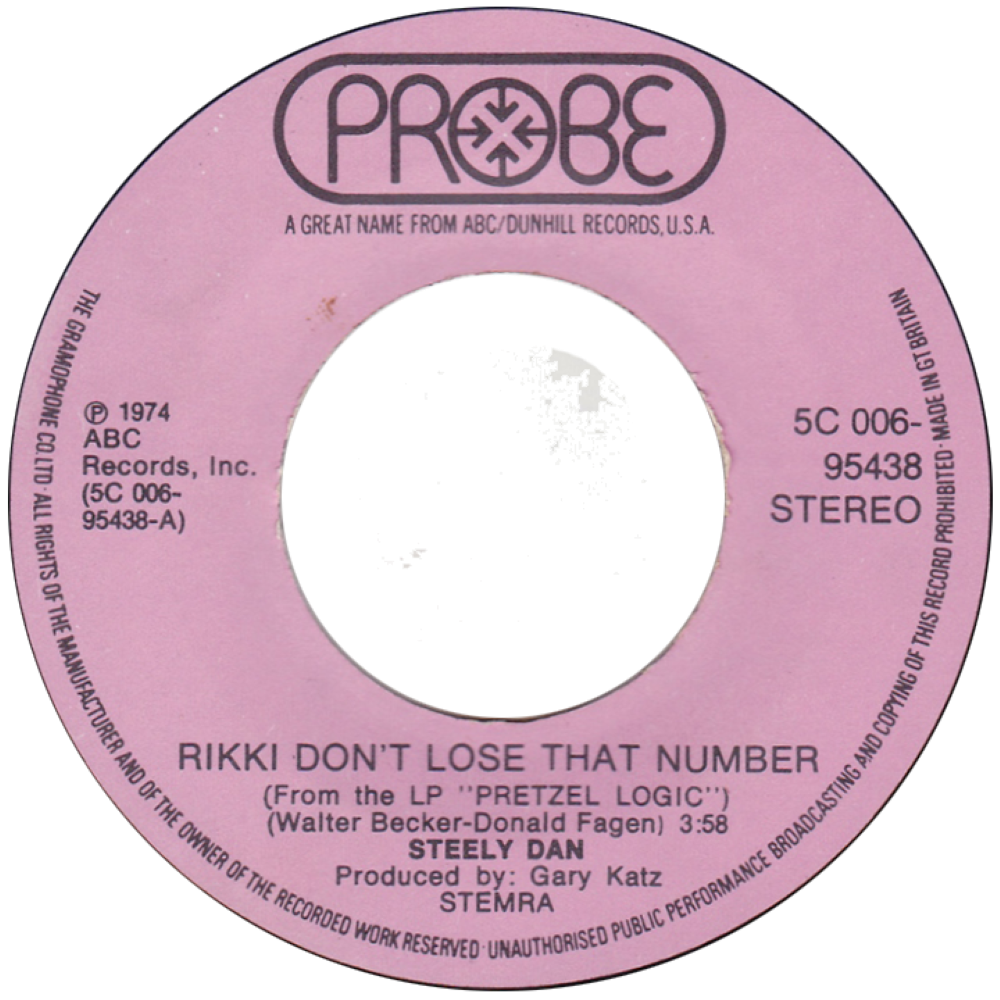 PROBE
A GREAT NAME FROM ABC/DUNHILL RECORDS, U.S.A.
℗ 1974
ABC
Records, Inc.
(5C 006-
95438-A)
5C 006-
95438
STEREO
RIKKI DON'T LOSE THAT NUMBER
(From the LP "PRETZEL LOGIC")
(Walter Becker-Donald Fagen) 3:58
STEELY DAN
Produced by: Gary Katz
STEMRA
THE GRAMOPHONE CO. LTD · ALL RIGHTS OF THE MANUFACTURER AND OF THE OWNER OF THE RECORDED WORK RESERVED · UNAUTHORISED PUBLIC PERFORMANCE BROADCASTING AND COPYING OF THIS RECORD PROHIBITED · MADE IN GT BRITAIN